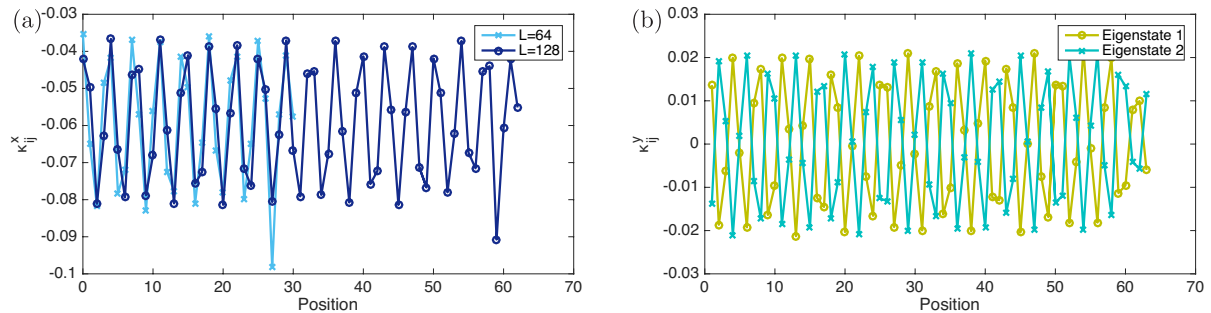 (a)
-0.03
-0.04
-0.05
-0.06
-0.07
-0.08
-0.09
-0.1
κ^x_ij
0 10 20 30 40 50 60 70
Position
L=64
L=128
(b)
0.03
0.02
0.01
0
-0.01
-0.02
-0.03
κ^y_ij
0 10 20 30 40 50 60 70
Position
Eigenstate 1
Eigenstate 2